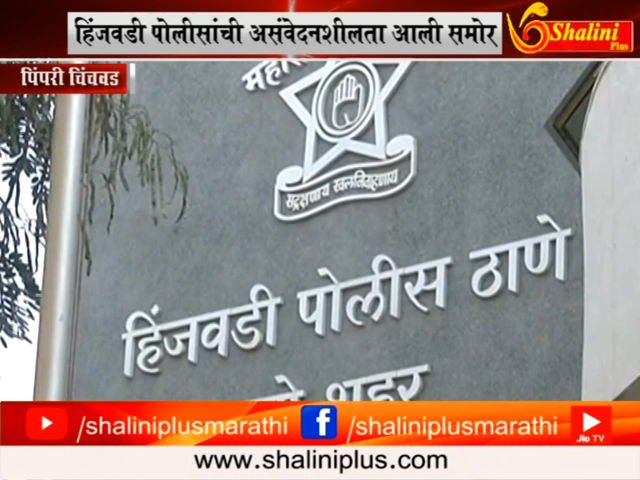 हिंजवडी पोलीसांची असंवेदनशीलता आली समोर
Shalini
Plus
पिंपरी चिंचवड
सद्रक्षणाय खलनिग्रहणाय
हिंजवडी पोलीस ठाणे
शहर
/shaliniplusmarathi
/shaliniplusmarathi
Jio TV
www.shaliniplus.com